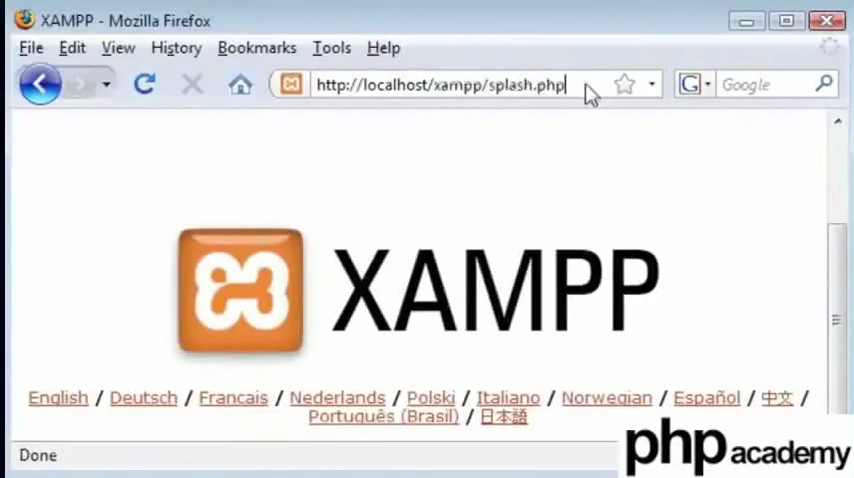 XAMPP - Mozilla Firefox
File Edit View History Bookmarks Tools Help
http://localhost/xampp/splash.php G Google
XAMPP
English / Deutsch / Francais / Nederlands / Polski / Italiano / Norwegian / Español / 中文 /
Português (Brasil) / 日本語
Done
php academy